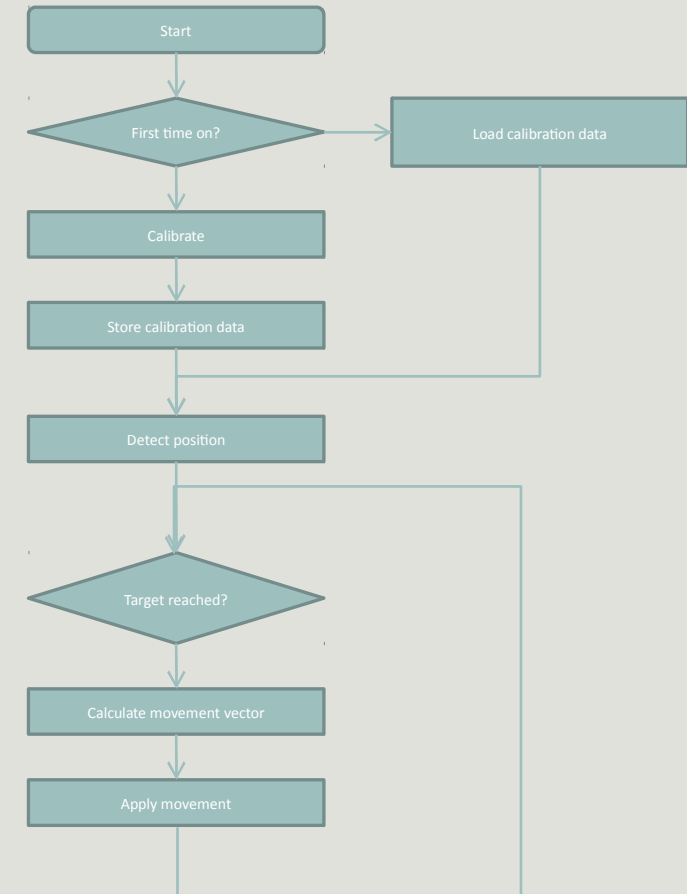 Start
First time on?
Load calibration data
Calibrate
Store calibration data
Detect position
Target reached?
Calculate movement vector
Apply movement